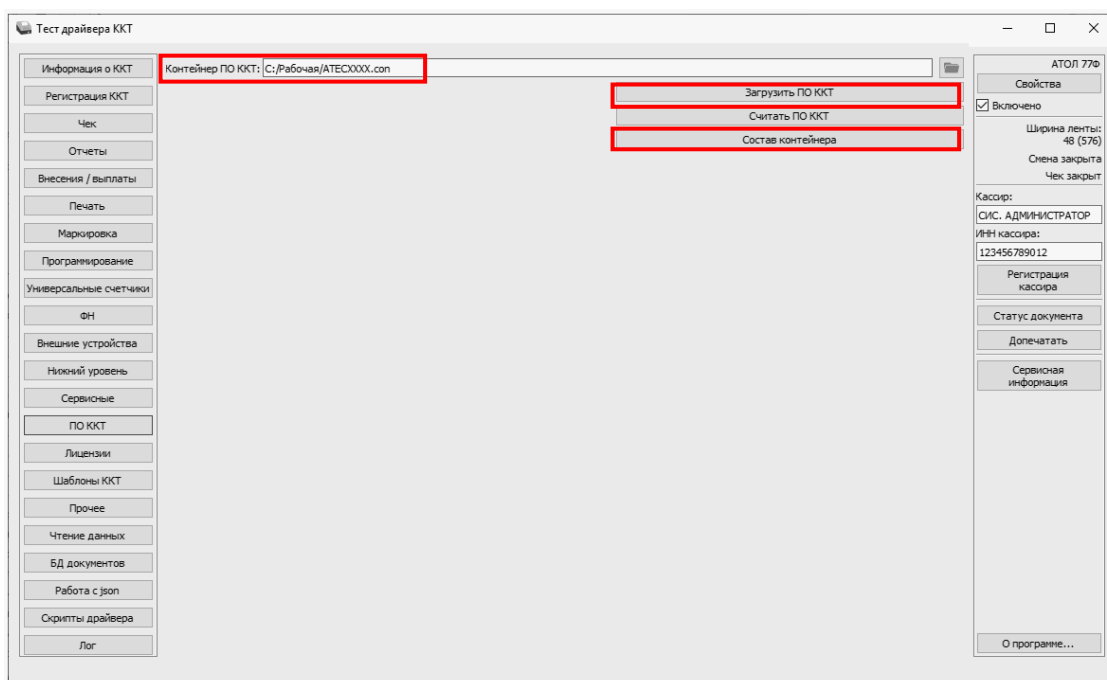 Тест драйвера ККТ
Информация о ККТ
Регистрация ККТ
Чек
Отчеты
Внесения / выплаты
Печать
Маркировка
Программирование
Универсальные счетчики
ФН
Внешние устройства
Нижний уровень
Сервисные
ПО ККТ
Лицензии
Шаблоны ККТ
Прочее
Чтение данных
БД документов
Работа с json
Скрипты драйвера
Лог
Контейнер ПО ККТ: C:/Рабочая/ATECXXXX.con
Загрузить ПО ККТ
Считать ПО ККТ
Состав контейнера
АТОЛ 77Ф
Свойства
Включено
Ширина ленты:
48 (576)
Смена закрыта
Чек закрыт
Кассир:
СИС. АДМИНИСТРАТОР
ИНН кассира:
123456789012
Регистрация
кассира
Статус документа
Допечатать
Сервисная
информация
О программе...